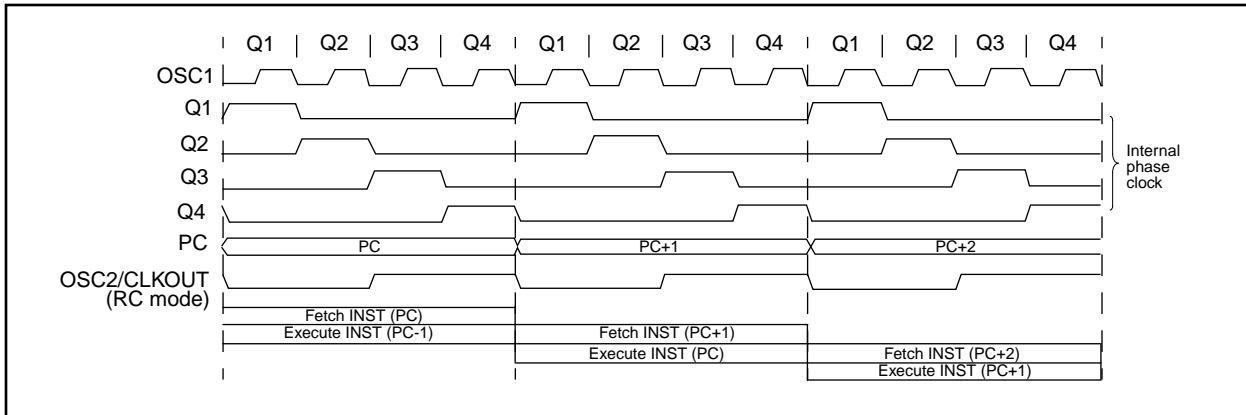 Q1 Q2 Q3 Q4 Q1 Q2 Q3 Q4 Q1 Q2 Q3 Q4
OSC1
Q1
Q2
Q3
Q4
Internal
phase
clock
PC PC PC+1 PC+2
OSC2/CLKOUT
(RC mode)
Fetch INST (PC)
Execute INST (PC-1) Fetch INST (PC+1)
Execute INST (PC) Fetch INST (PC+2)
Execute INST (PC+1)